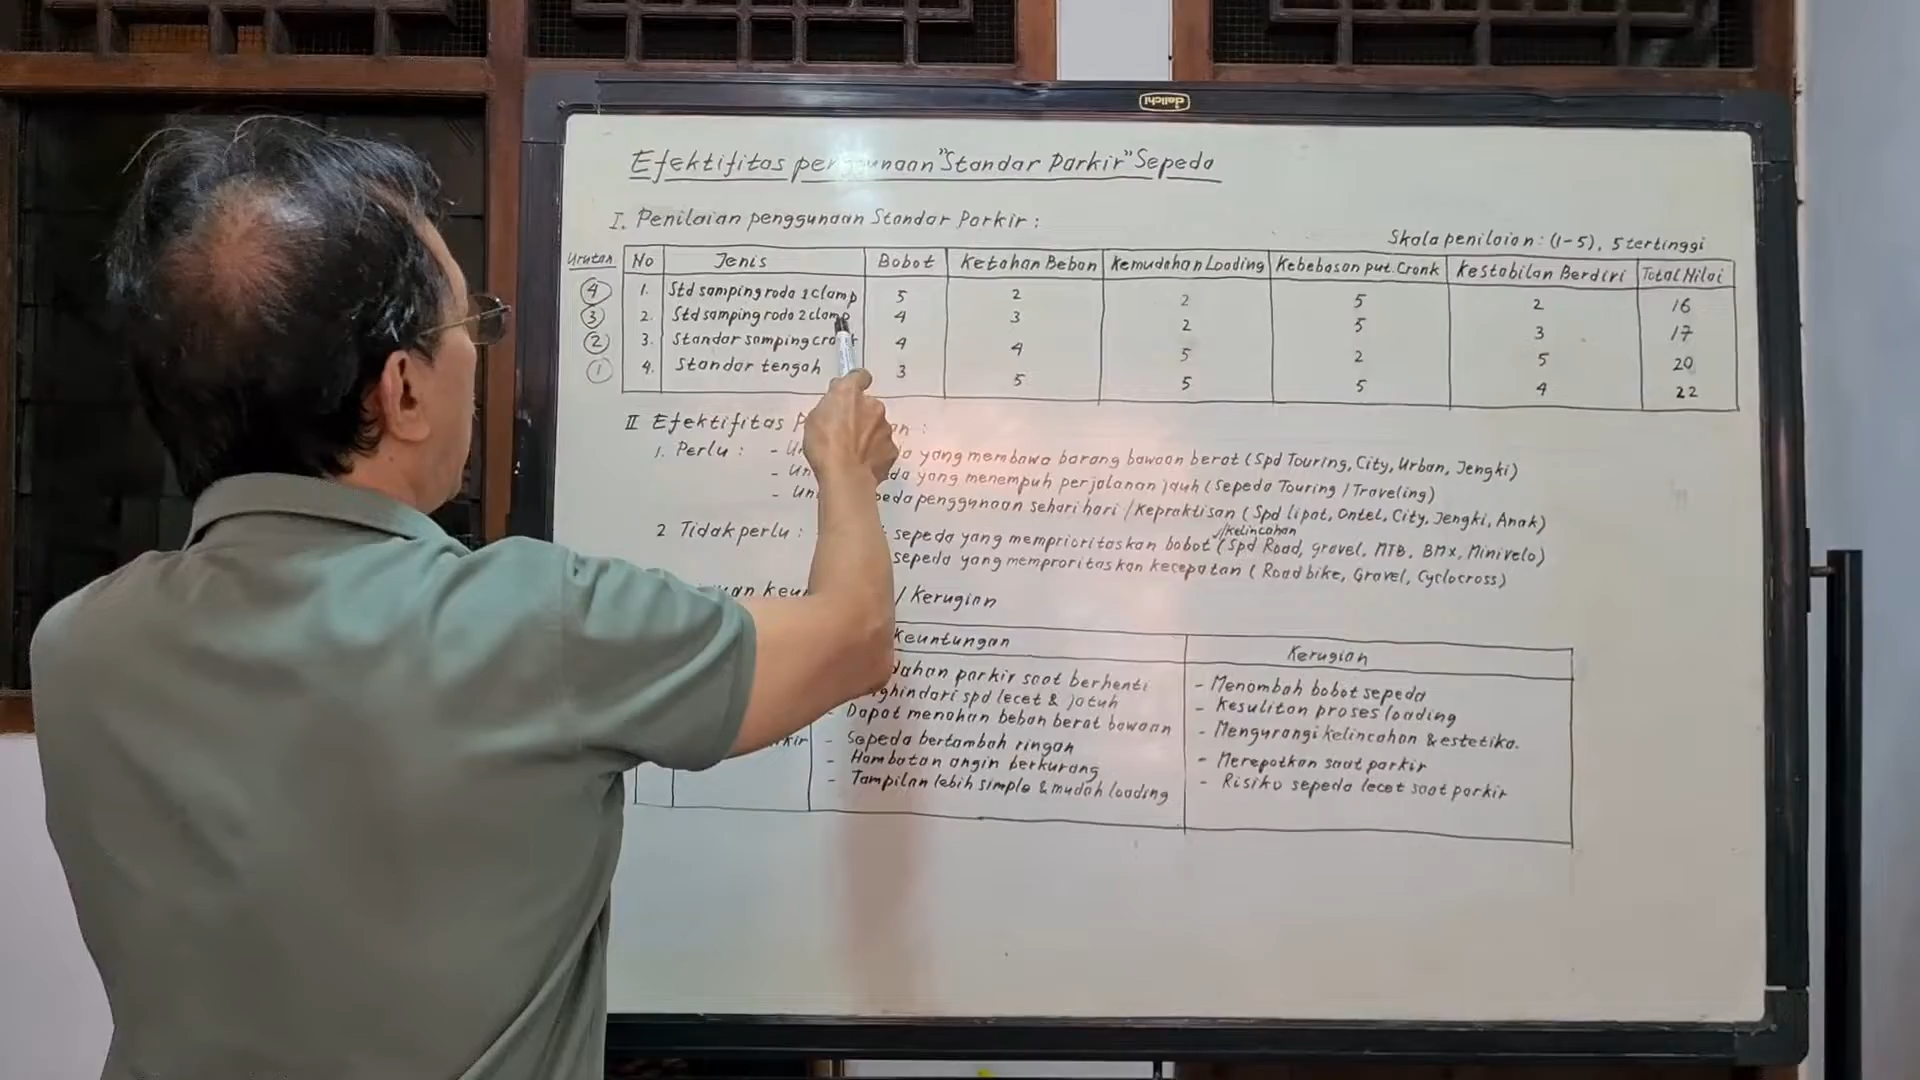 daiichi
Efektifitas penggunaan "Standar Parkir" Sepeda
I. Penilaian penggunaan Standar Parkir :
Skala penilaian : (1-5), 5 tertinggi
Urutan No Jenis Bobot Ketahan Beban Kemudahan Loading Kebebasan put. Crank Kestabilan Berdiri Total Nilai
4 1. Std samping roda 1 clamp 5 2 2 5 2 16
3 2. Std samping roda 2 clamp 4 3 2 5 3 17
2 3. Standar samping 4 4 5 2 5 20
1 4. Standar tengah 3 5 5 5 4 22
II Efektifitas
1. Perlu : - yang membawa barang bawaan berat (Spd Touring, City, Urban, Jengki)
- yang menempuh perjalanan jauh (Sepeda Touring / Traveling)
- penggunaan sehari hari / Kepraktisan (Spd lipat, Ontel, City, Jengki, Anak)
/kelincahan
2 Tidak perlu : sepeda yang memprioritaskan bobot (Spd Road, gravel, MTB, BMX, Minivelo)
sepeda yang memproritaskan kecepatan (Road bike, Gravel, Cyclocross)
/ Kerugian
Keuntungan Kerugian
parkir saat berhenti - Menambah bobot sepeda
spd lecet & jatuh - Kesulitan proses loading
- Dapat menahan beban berat bawaan - Mengurangi kelincahan & estetika.
- Sepeda bertambah ringan - Merepotkan saat parkir
- Hambatan angin berkurang - Risiko sepeda lecet saat parkir
- Tampilan lebih simple & mudah loading